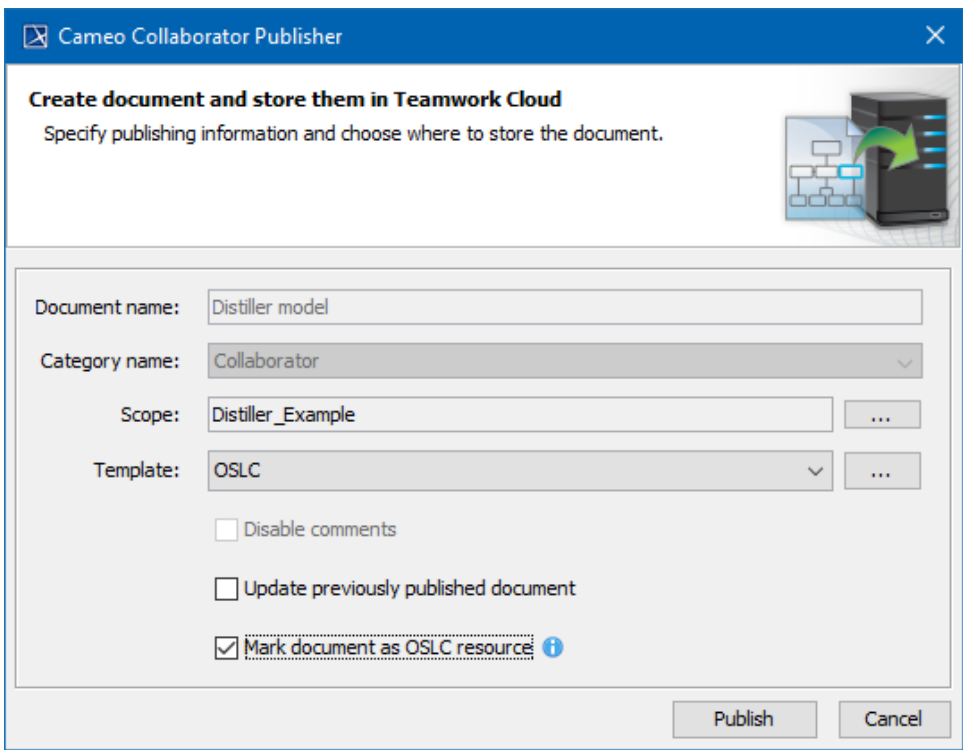 Cameo Collaborator Publisher
Create document and store them in Teamwork Cloud
Specify publishing information and choose where to store the document.
Document name: Distiller model
Category name: Collaborator
Scope: Distiller_Example ...
Template: OSLC ...
Disable comments
Update previously published document
Mark document as OSLC resource
Publish Cancel